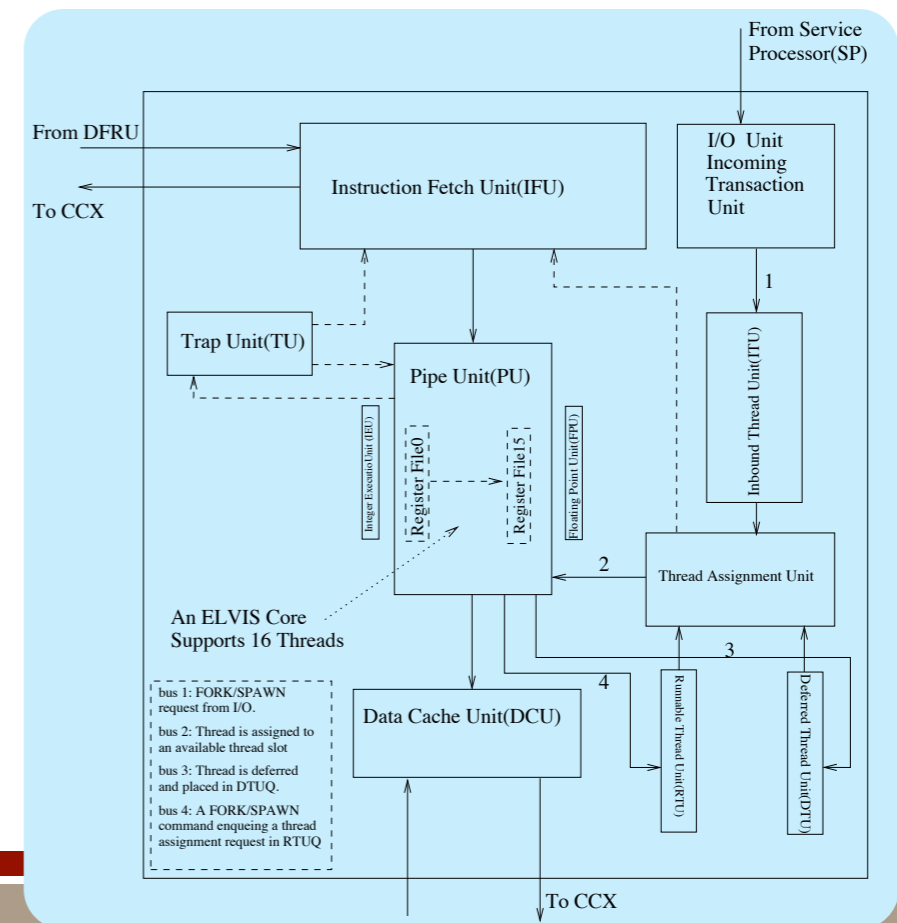 From Service
Processor(SP)
From DFRU
To CCX
Instruction Fetch Unit(IFU)
I/O Unit
Incoming
Transaction
Unit
1
Trap Unit(TU)
Pipe Unit(PU)
Integer ExecutioUnit (IEU)
Register File0
Register File15
Floating Point Unit(FPU)
Inbound Thread Unit(ITU)
2
Thread Assignment Unit
An ELVIS Core
Supports 16 Threads
3
4
Runnable Thread Unit(RTU)
Deferred Thread Unit(DTU)
Data Cache Unit(DCU)
bus 1: FORK/SPAWN
request from I/O.
bus 2: Thread is assigned to
an available thread slot
bus 3: Thread is deferred
and placed in DTUQ.
bus 4: A FORK/SPAWN
command enqueing a thread
assignment request in RTUQ
To CCX